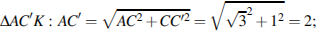 ΔAC′K : AC′ = √(AC² + CC′²) = √(√3² + 1²) = 2;